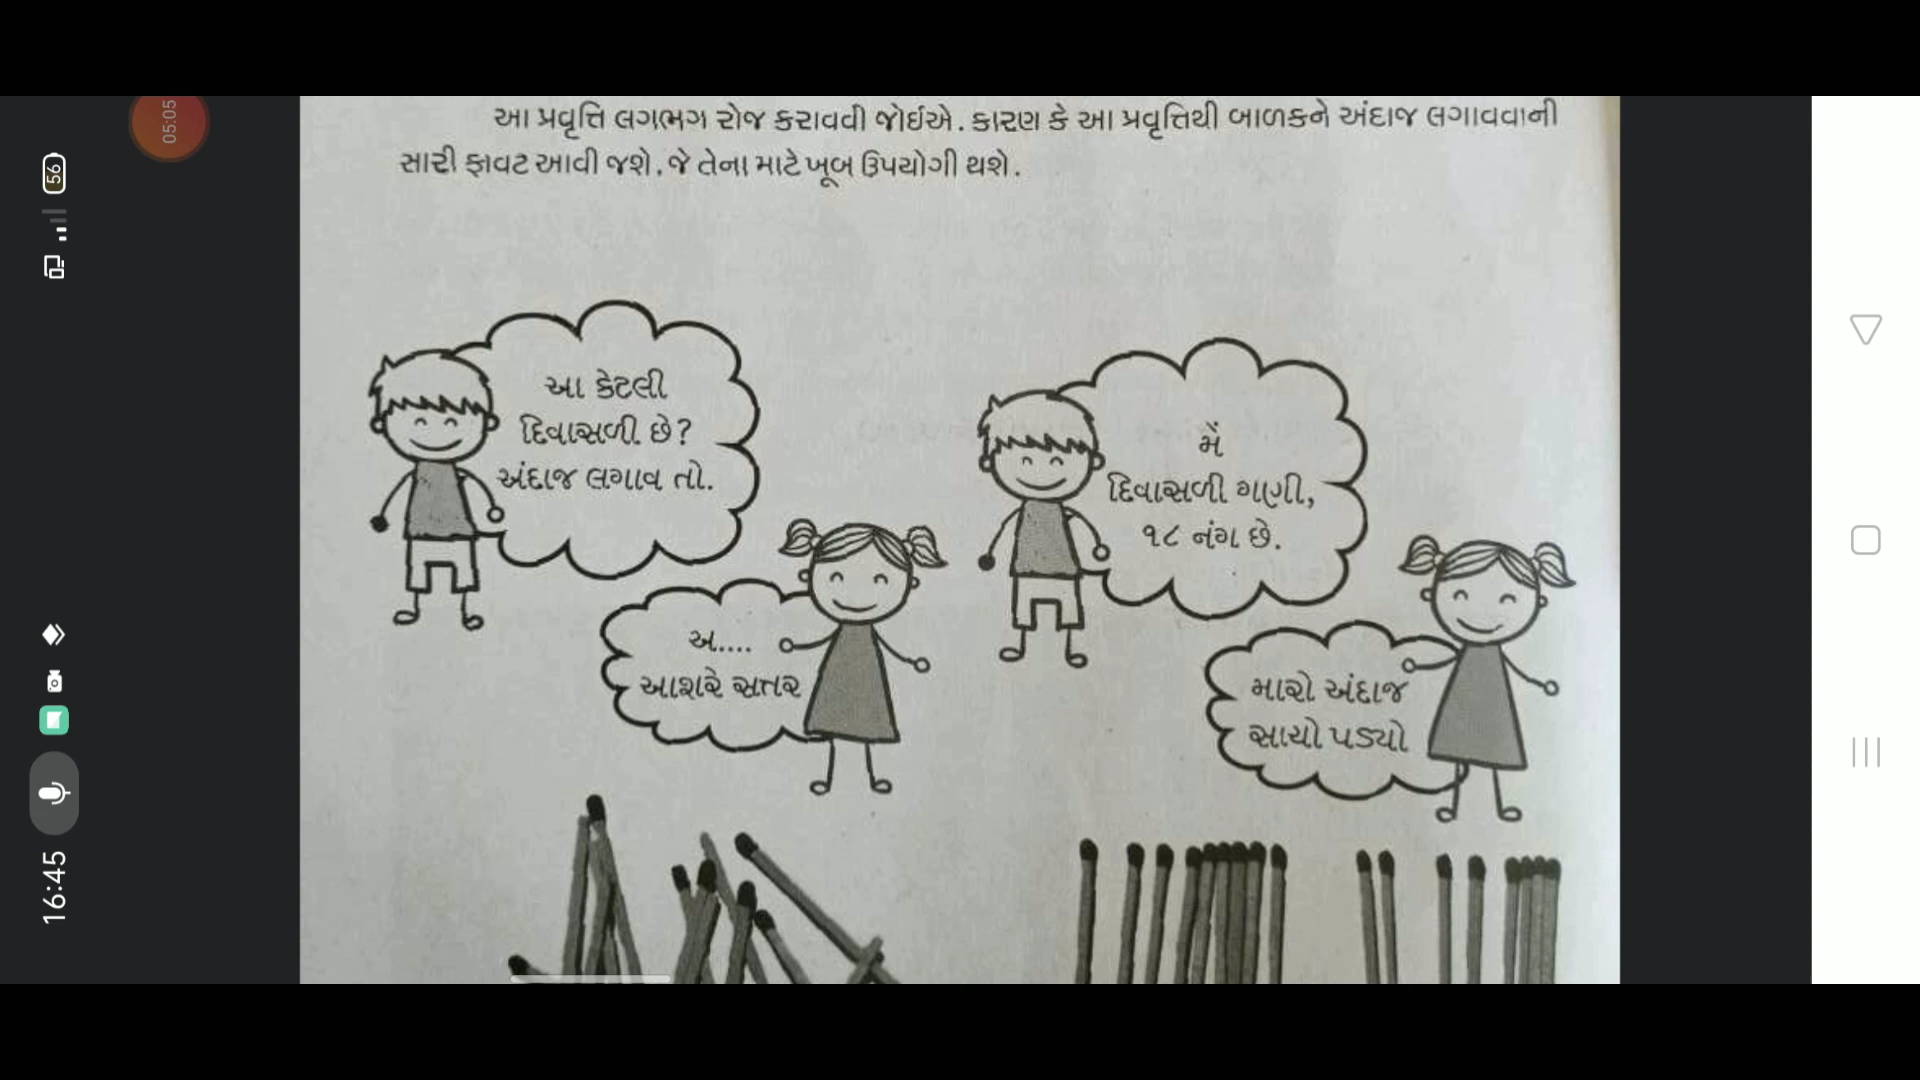 આ પ્રવૃત્તિ લગભગ રોજ કરાવવી જોઈએ. કારણ કે આ પ્રવૃત્તિથી બાળકને અંદાજ લગાવવાની
સારી ફાવટ આવી જશે. જે તેના માટે ખૂબ ઉપયોગી થશે.
આ કેટલી
દિવાસળી છે?
અંદાજ લગાવ તો.
અ....
આશરે સત્તર
મેં
દિવાસળી ગણી,
૧૮ નંગ છે.
મારો અંદાજ
સાચો પડ્યો
05:05
56
16:45